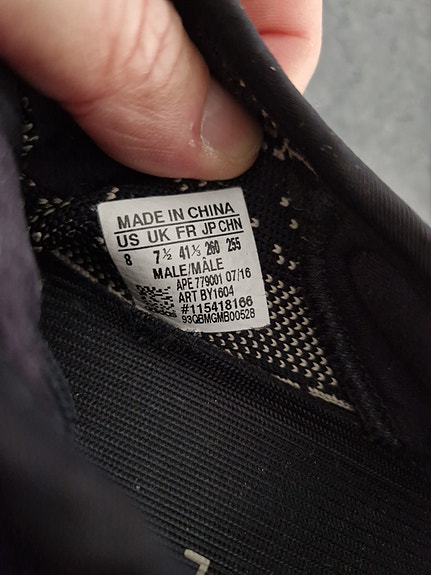 MADE IN CHINA
US UK FR JP CHN
8 7½ 41⅓ 260 255
MALE/MÂLE
APE 779001 07/16
ART BY1604
#115418166
93QBMGMB00528